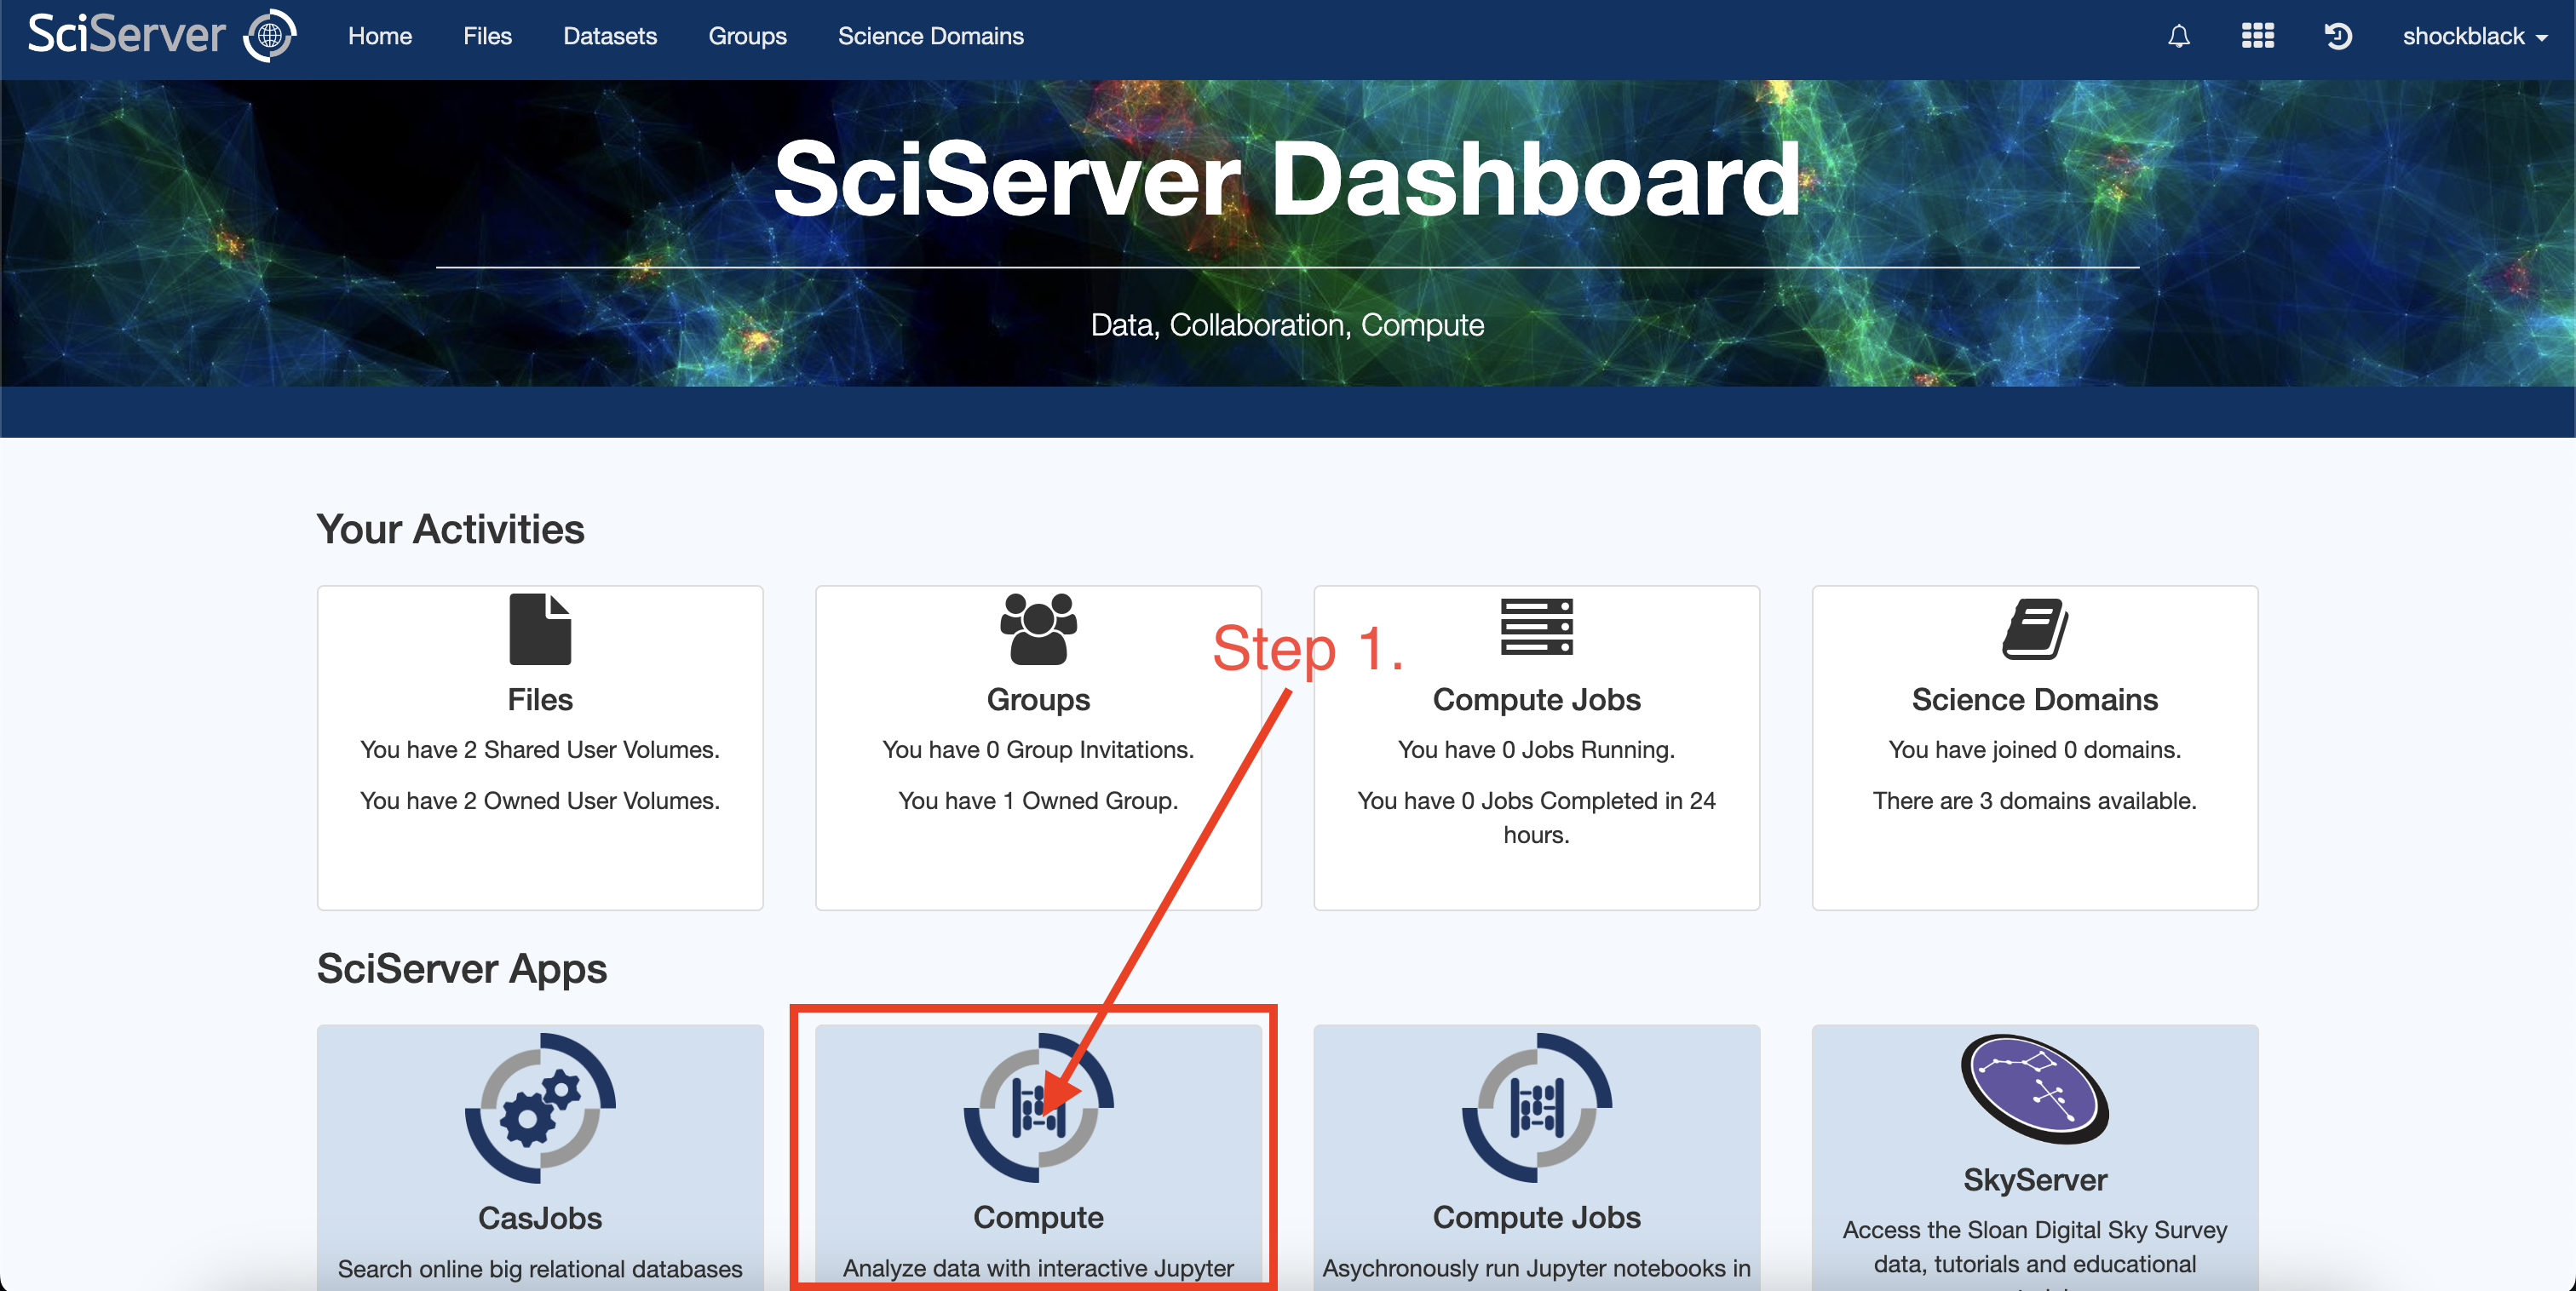 SciServer
Home Files Datasets Groups Science Domains
shockblack
SciServer Dashboard
Data, Collaboration, Compute
Your Activities
Files
You have 2 Shared User Volumes.
You have 2 Owned User Volumes.
Groups
You have 0 Group Invitations.
You have 1 Owned Group.
Step 1.
Compute Jobs
You have 0 Jobs Running.
You have 0 Jobs Completed in 24
hours.
Science Domains
You have joined 0 domains.
There are 3 domains available.
SciServer Apps
CasJobs
Search online big relational databases
Compute
Analyze data with interactive Jupyter
Compute Jobs
Asychronously run Jupyter notebooks in
SkyServer
Access the Sloan Digital Sky Survey
data, tutorials and educational